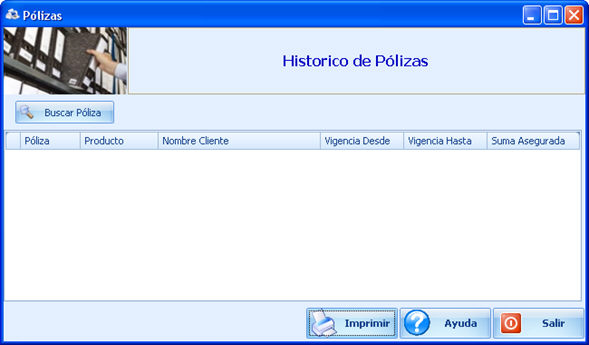 Pólizas
Historico de Pólizas
Buscar Póliza
Póliza Producto Nombre Cliente Vigencia Desde Vigencia Hasta Suma Asegurada
Imprimir Ayuda Salir